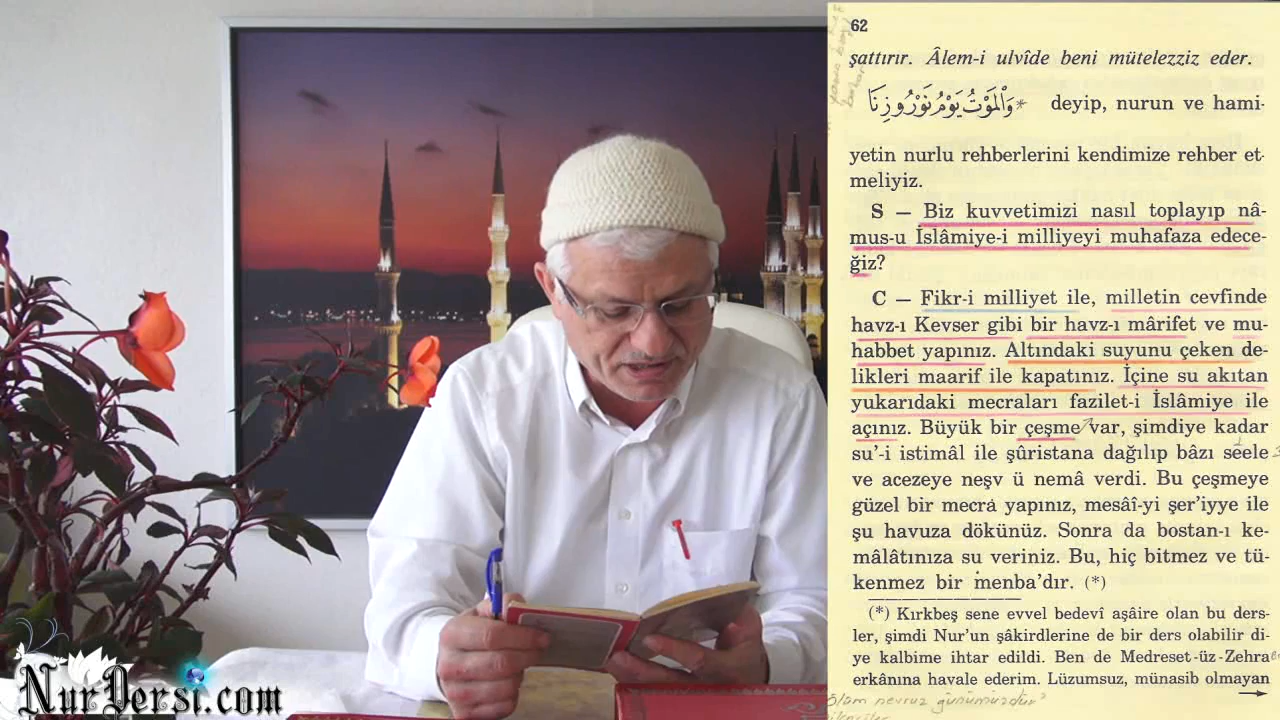 62
şattırır. Âlem-i ulvîde beni mütelezziz eder.
وَالْمَوْتُ يَوْمُ نَوْرُوزِنَا * deyip, nurun ve hami-
yetin nurlu rehberlerini kendimize rehber et-
meliyiz.
S — Biz kuvvetimizi nasıl toplayıp nâ-
mus-u İslâmiye-i milliyeyi muhafaza edece-
ğiz?
C — Fikr-i milliyet ile, milletin cevfinde
havz-ı Kevser gibi bir havz-ı mârifet ve mu-
habbet yapınız. Altındaki suyunu çeken de-
likleri maarif ile kapatınız. İçine su akıtan
yukarıdaki mecraları fazilet-i İslâmiye ile
açınız. Büyük bir çeşme var, şimdiye kadar
su'-i istimâl ile şûristana dağılıp bâzı seele
ve acezeye neşv ü nemâ verdi. Bu çeşmeye
güzel bir mecra yapınız, mesâî-yi şer'iyye ile
şu havuza dökünüz. Sonra da bostan-ı ke-
mâlâtınıza su veriniz. Bu, hiç bitmez ve tü-
kenmez bir menba'dır. (*)
(*) Kırkbeş sene evvel bedevî aşâire olan bu ders-
ler, şimdi Nur'un şâkirdlerine de bir ders olabilir di-
ye kalbime ihtar edildi. Ben de Medreset-üz-Zehra
erkânına havale ederim. Lüzumsuz, münasib olmayan
ölüm nevruz günümüzdür
NurDersi.com